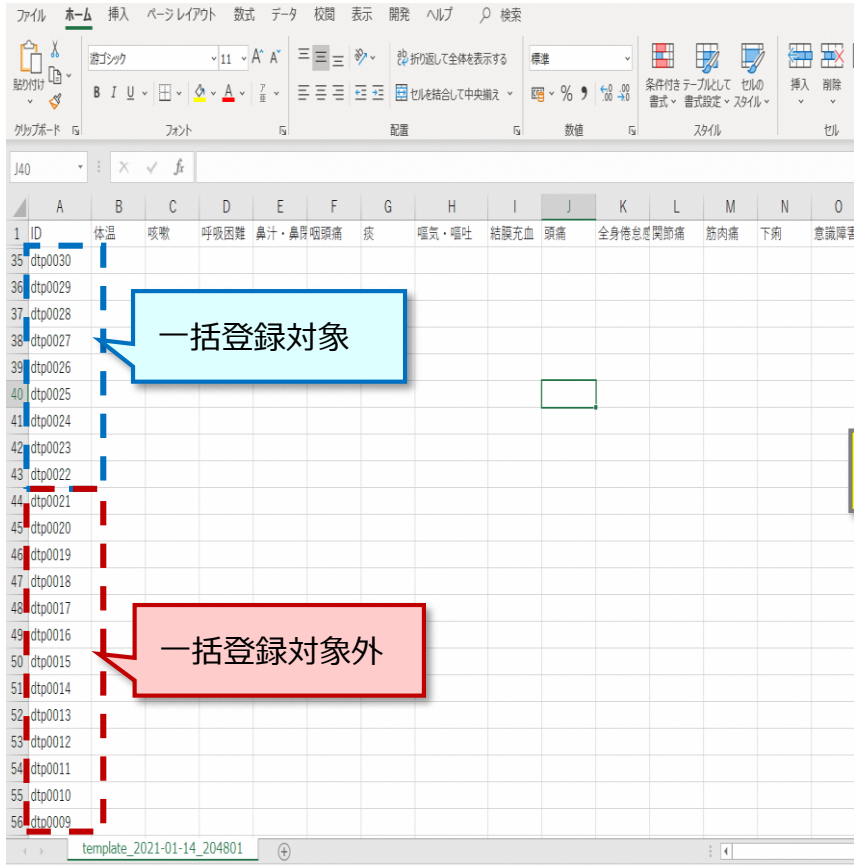 ファイル ホーム 挿入 ページ レイアウト 数式 データ 校閲 表示 開発 ヘルプ 検索
游ゴシック 11 A^ Aˇ 折り返して全体を表示する 標準
貼り付け B I U A セルを結合して中央揃え % 9 条件付き書式 テーブルとして書式設定 セルのスタイル 挿入 削除
クリップボード フォント 配置 数値 スタイル セル
J40 fx
A B C D E F G H I J K L M N O
1 ID 体温 咳嗽 呼吸困難 鼻汁・鼻閉 咽頭痛 痰 嘔気・嘔吐 結膜充血 頭痛 全身倦怠感 関節痛 筋肉痛 下痢 意識障害
35 dtp0030
36 dtp0029
37 dtp0028
38 dtp0027
一括登録対象
39 dtp0026
40 dtp0025
41 dtp0024
42 dtp0023
43 dtp0022
44 dtp0021
45 dtp0020
46 dtp0019
47 dtp0018
48 dtp0017
49 dtp0016
一括登録対象外
50 dtp0015
51 dtp0014
52 dtp0013
53 dtp0012
54 dtp0011
55 dtp0010
56 dtp0009
template_2021-01-14_204801